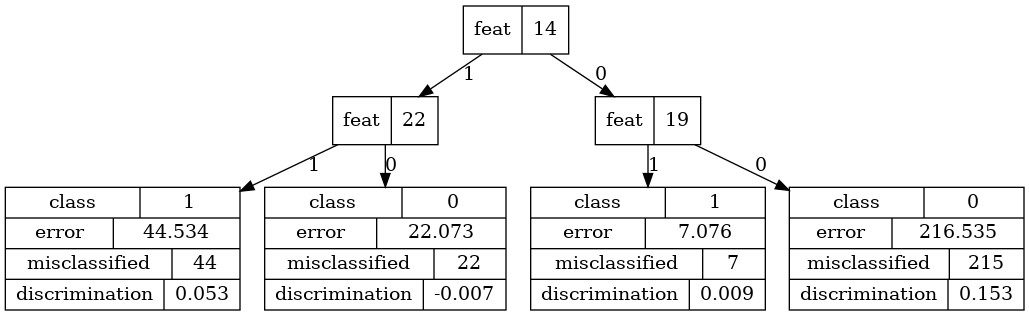 feat 14
1 0
feat 22 feat 19
1 0 1 0
class 1 class 0 class 1 class 0
error 44.534 error 22.073 error 7.076 error 216.535
misclassified 44 misclassified 22 misclassified 7 misclassified 215
discrimination 0.053 discrimination -0.007 discrimination 0.009 discrimination 0.153